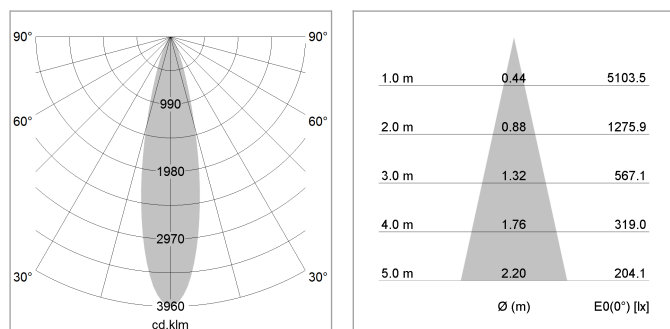 90° 90°
990
60° 60°
1980
2970
30° 30°
3960
cd.klm
1.0 m 0.44 5103.5
2.0 m 0.88 1275.9
3.0 m 1.32 567.1
4.0 m 1.76 319.0
5.0 m 2.20 204.1
Ø (m) E0(0°) [lx]